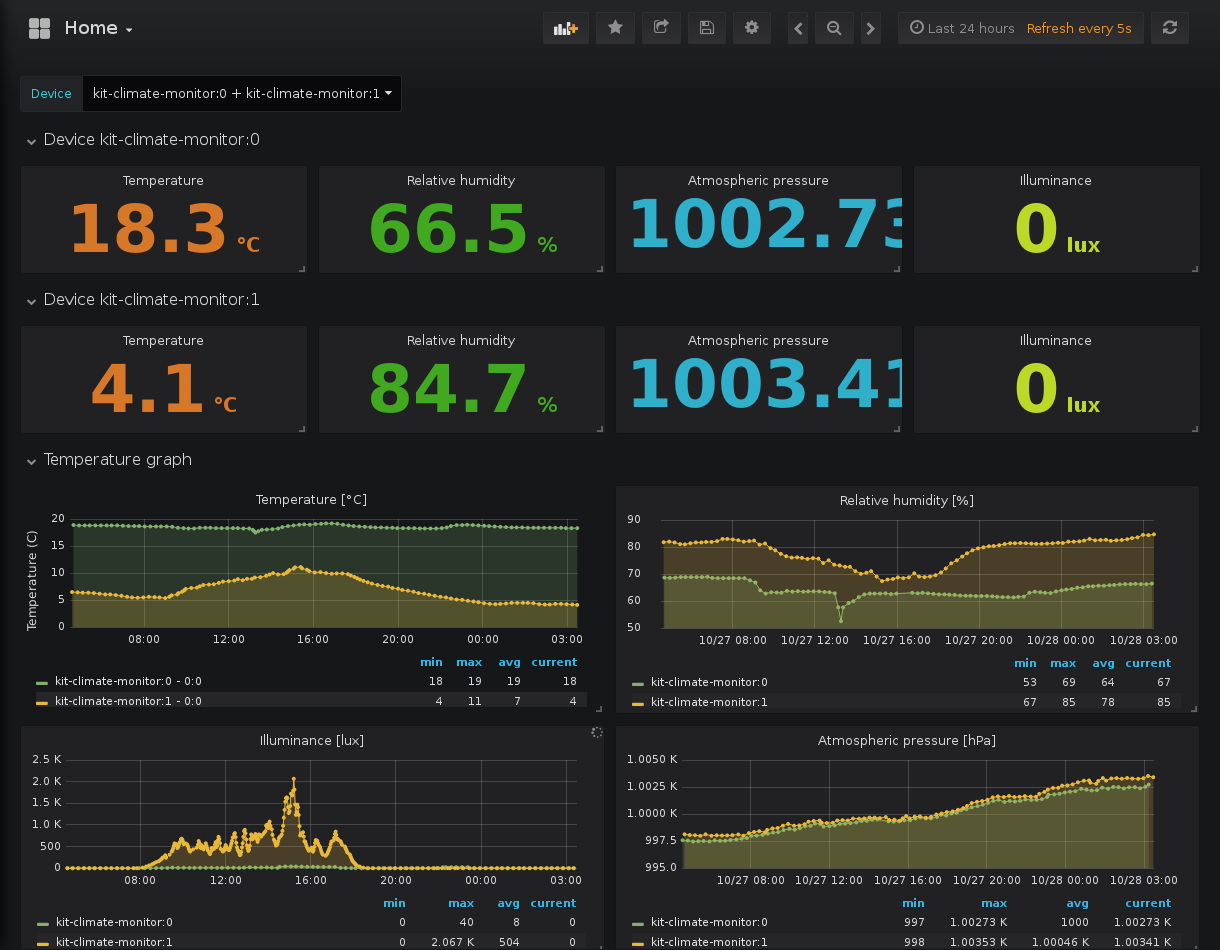 Home
Last 24 hours Refresh every 5s
Device kit-climate-monitor:0 + kit-climate-monitor:1
Device kit-climate-monitor:0
Temperature Relative humidity Atmospheric pressure Illuminance
18.3 °C 66.5 % 1002.73 0 lux
Device kit-climate-monitor:1
Temperature Relative humidity Atmospheric pressure Illuminance
4.1 °C 84.7 % 1003.41 0 lux
Temperature graph
Temperature [°C]
Temperature (C)
20
15
10
5
0
08:00 12:00 16:00 20:00 00:00 03:00
min max avg current
kit-climate-monitor:0 - 0:0 18 19 19 18
kit-climate-monitor:1 - 0:0 4 11 7 4
Relative humidity [%]
90
80
70
60
50
10/27 08:00 10/27 12:00 10/27 16:00 10/27 20:00 10/28 00:00 10/28 03:00
min max avg current
kit-climate-monitor:0 53 69 64 67
kit-climate-monitor:1 67 85 78 85
Illuminance [lux]
2.5 K
2.0 K
1.5 K
1.0 K
500
0
08:00 12:00 16:00 20:00 00:00 03:00
min max avg current
kit-climate-monitor:0 0 40 8 0
kit-climate-monitor:1 0 2.067 K 504 0
Atmospheric pressure [hPa]
1.0050 K
1.0025 K
1.0000 K
997.5
995.0
10/27 08:00 10/27 12:00 10/27 16:00 10/27 20:00 10/28 00:00 10/28 03:00
min max avg current
kit-climate-monitor:0 997 1.00273 K 1000 1.00273 K
kit-climate-monitor:1 998 1.00353 K 1.00046 K 1.00341 K